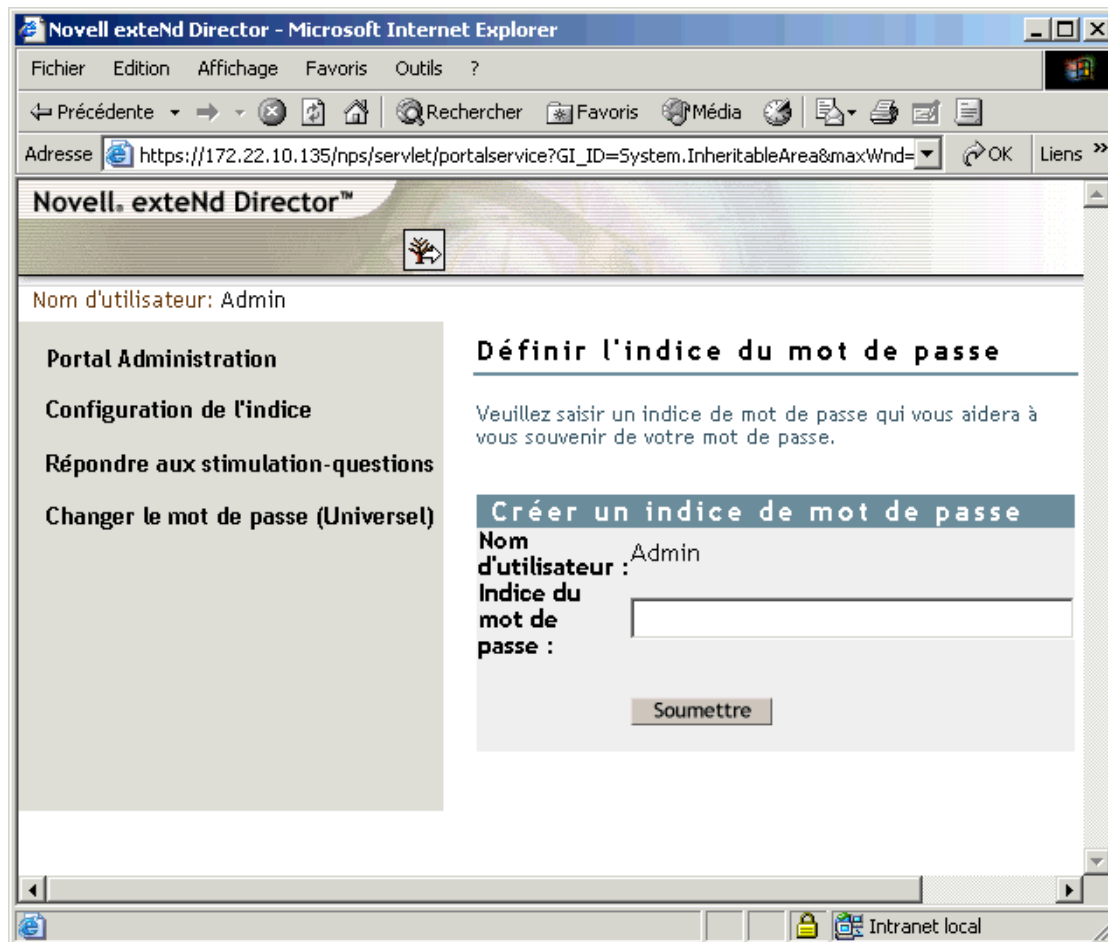 Novell exteNd Director - Microsoft Internet Explorer
Fichier Edition Affichage Favoris Outils ?
Précédente Rechercher Favoris Média
Adresse https://172.22.10.135/nps/servlet/portalservice?GI_ID=System.InheritableArea&maxWnd= OK Liens »
Novell® exteNd Director™
Nom d'utilisateur: Admin
Portal Administration
Configuration de l'indice
Répondre aux stimulation-questions
Changer le mot de passe (Universel)
Définir l'indice du mot de passe
Veuillez saisir un indice de mot de passe qui vous aidera à
vous souvenir de votre mot de passe.
Créer un indice de mot de passe
Nom
d'utilisateur : Admin
Indice du
mot de
passe :
Soumettre
Intranet local